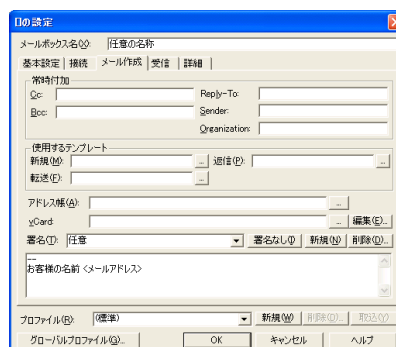 の設定
メールボックス名(X): 任意の名称
基本設定 接続 メール作成 受信 詳細
常時付加
Cc: Reply-To:
Bcc: Sender:
Organization:
使用するテンプレート
新規(M): ... 返信(P): ...
転送(F): ...
アドレス帳(A): ...
vCard: ... 編集(E)...
署名(T): 任意 署名なし(I) 新規(N) 削除(D)...
--
お客様の名前 <メールアドレス>
プロファイル(R): (標準) 新規(W) 削除(D)... 取込(Y)
グローバルプロファイル(G)... OK キャンセル ヘルプ